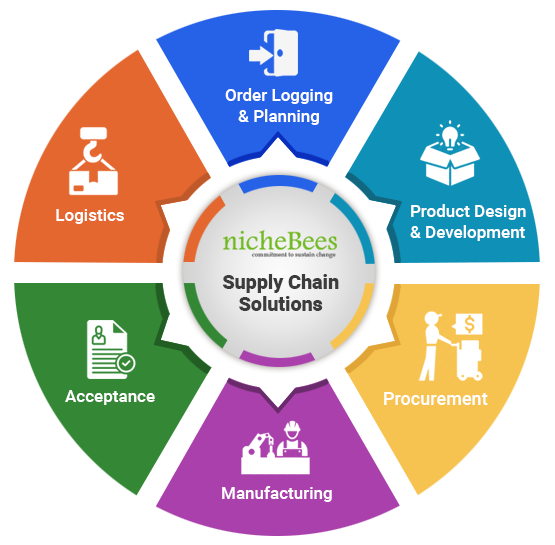 Order Logging
& Planning
Product Design
& Development
Procurement
Manufacturing
Acceptance
Logistics
nicheBees
commitment to sustain change
Supply Chain
Solutions
$